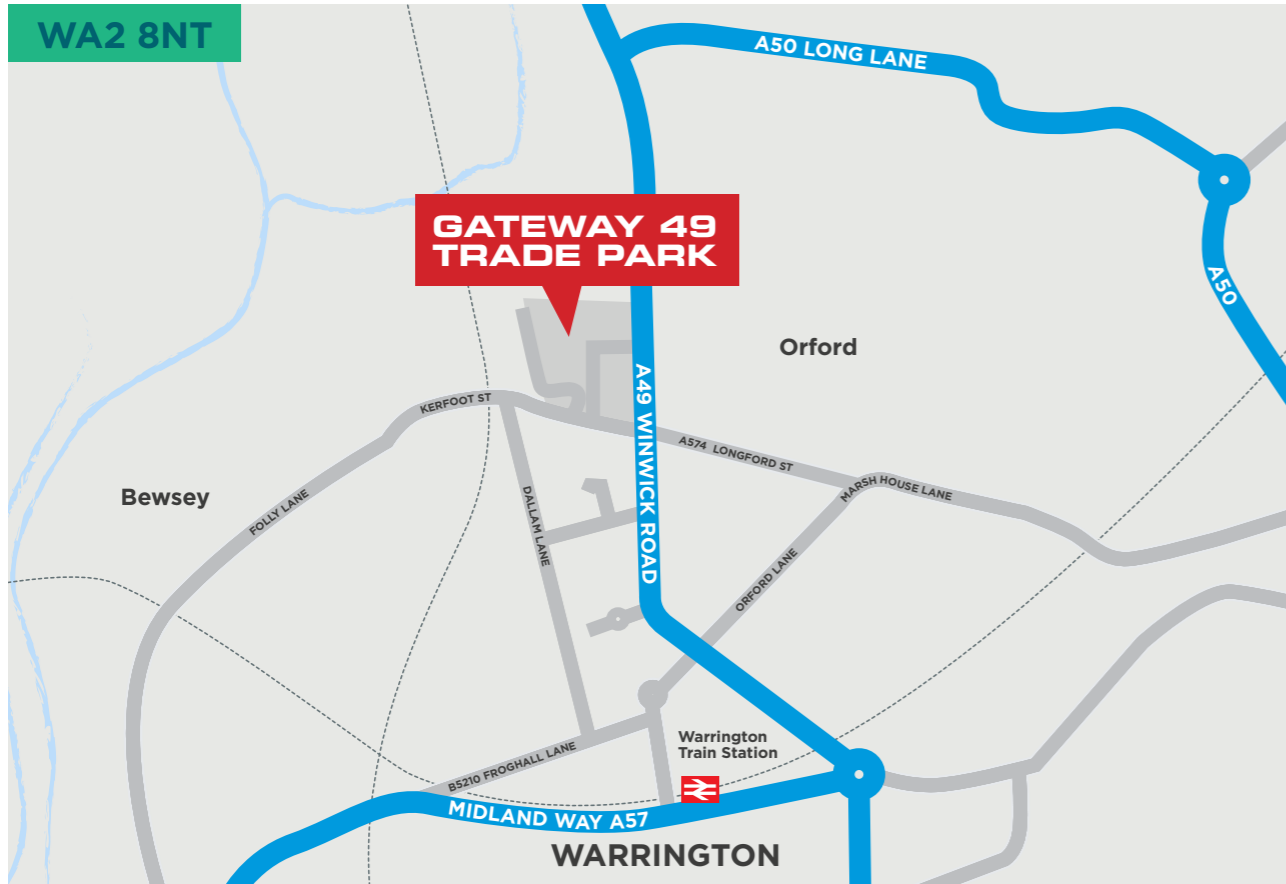 WA2 8NT
A50 LONG LANE
GATEWAY 49
TRADE PARK
A50
Orford
A49 WINWICK ROAD
KERFOOT ST
A574 LONGFORD ST
MARSH HOUSE LANE
Bewsey
FOLLY LANE
DALLAM LANE
ORFORD LANE
Warrington
Train Station
B5210 FROGHALL LANE
MIDLAND WAY A57
WARRINGTON